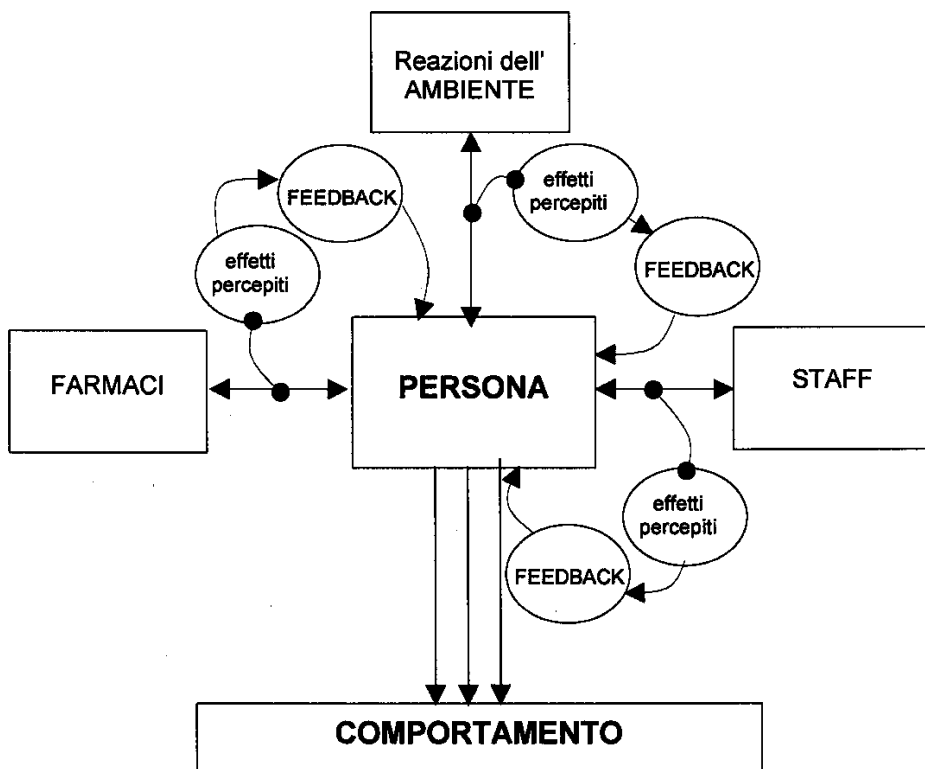 Reazioni dell'
AMBIENTE
effetti
percepiti
FEEDBACK
effetti
percepiti
FEEDBACK
FARMACI
PERSONA
STAFF
effetti
percepiti
FEEDBACK
COMPORTAMENTO